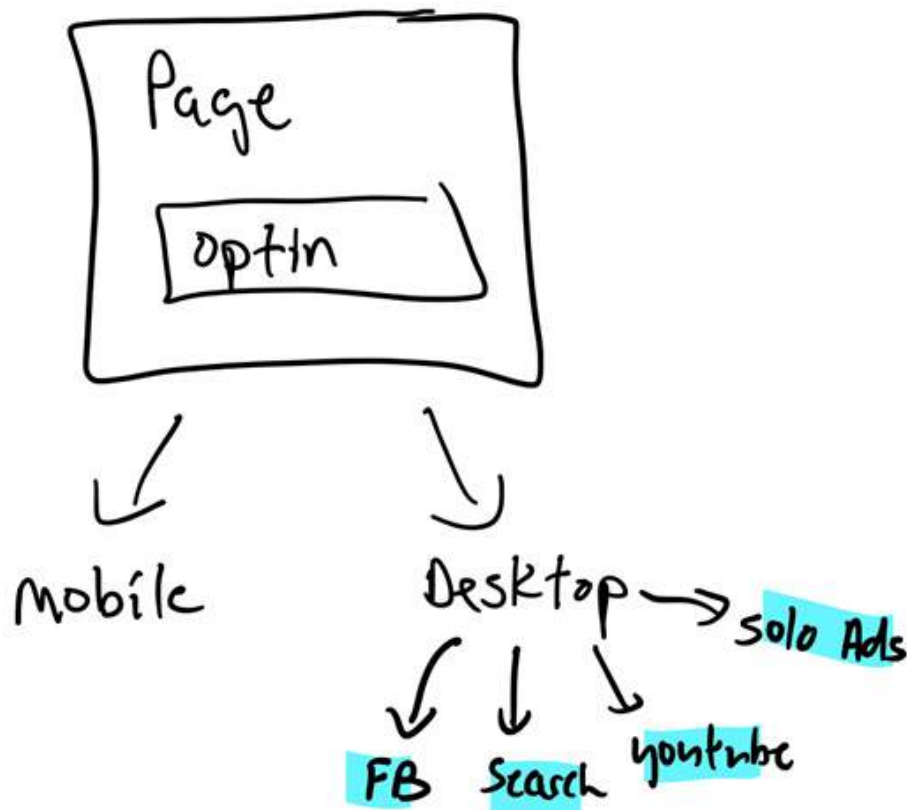 Page
optin
Mobile
Desktop
solo Ads
FB
Search
youtube